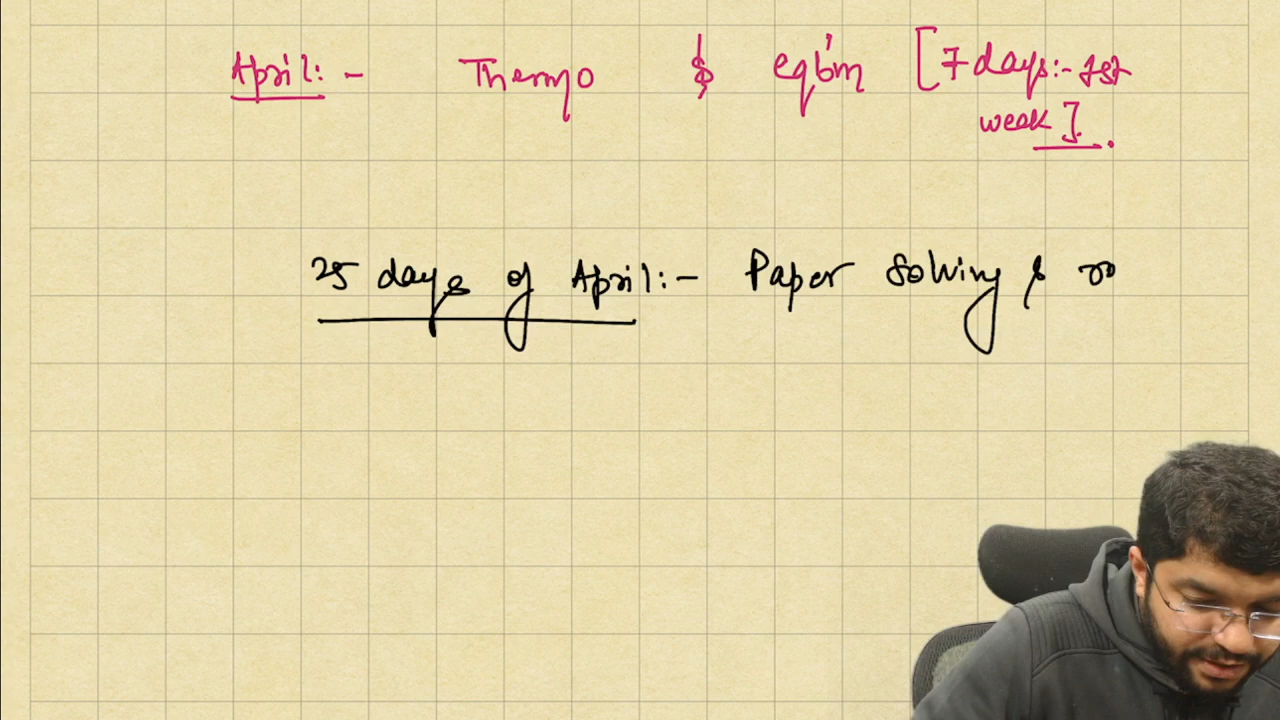 April:- Thermo & eqbm [7 days:- 1st
week].
25 days of April:- Paper solving &